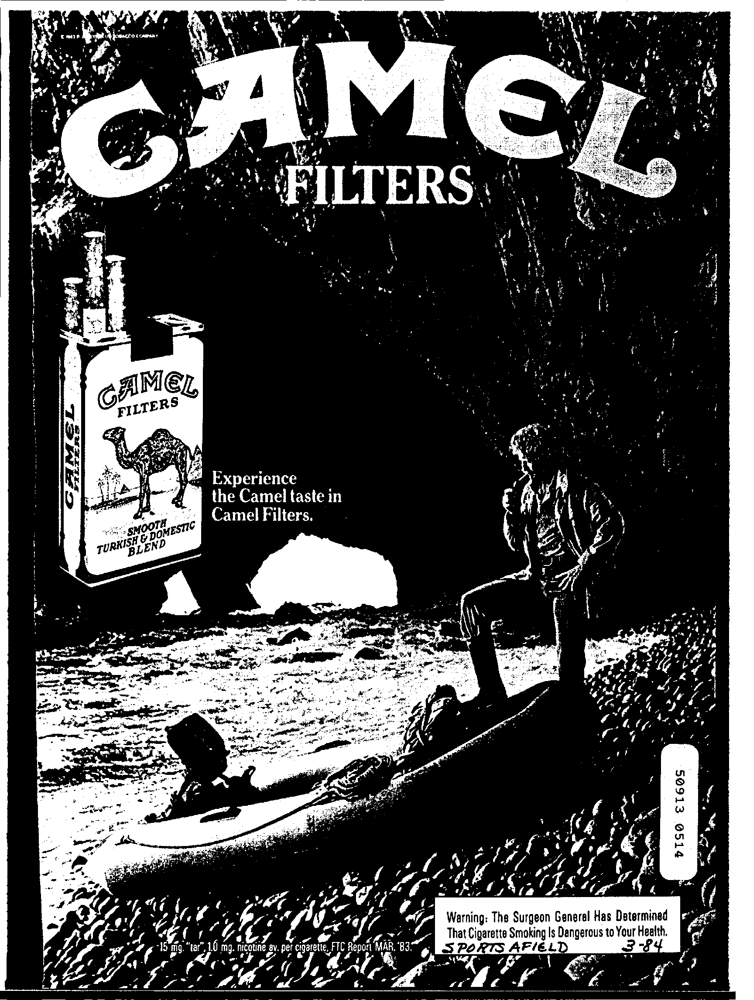 CAMEL
FILTERS
CAMEL
FILTERS
CAMEL
FILTERS
SMOOTH
TURKISH & DOMESTIC
BLEND
Experience
the Camel taste in
Camel Filters.
50913 0514
15 mg. "tar", 1.0 mg. nicotine av. per cigarette, FTC Report MAR. '83.
Warning: The Surgeon General Has Determined
That Cigarette Smoking Is Dangerous to Your Health.
SPORTS AFIELD 3-84